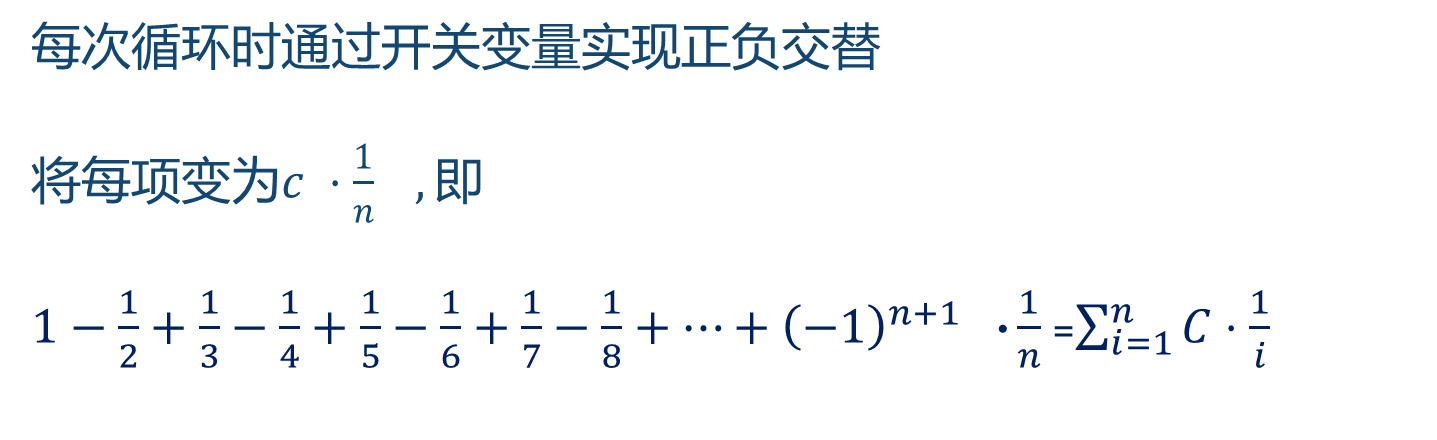 每次循环时通过开关变量实现正负交替
将每项变为c · 1/n ,即
1 − 1/2 + 1/3 − 1/4 + 1/5 − 1/6 + 1/7 − 1/8 + ⋯ + (−1)^{n+1} · 1/n =∑_{i=1}^{n} C · 1/i